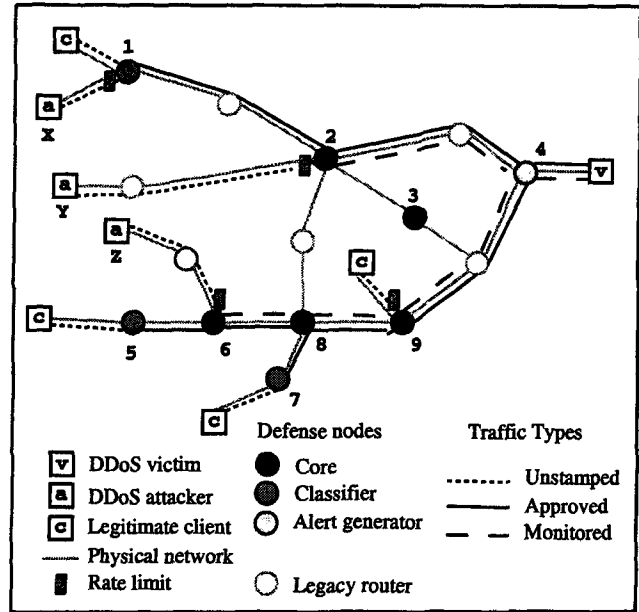 c
1
a
X
2
4
v
a
Y
3
a
Z
c
c
5
6
8
9
7
c
Defense nodes
Traffic Types
v DDoS victim
Core
a DDoS attacker
Classifier
Unstamped
c Legitimate client
Alert generator
Approved
Physical network
Monitored
Rate limit
Legacy router